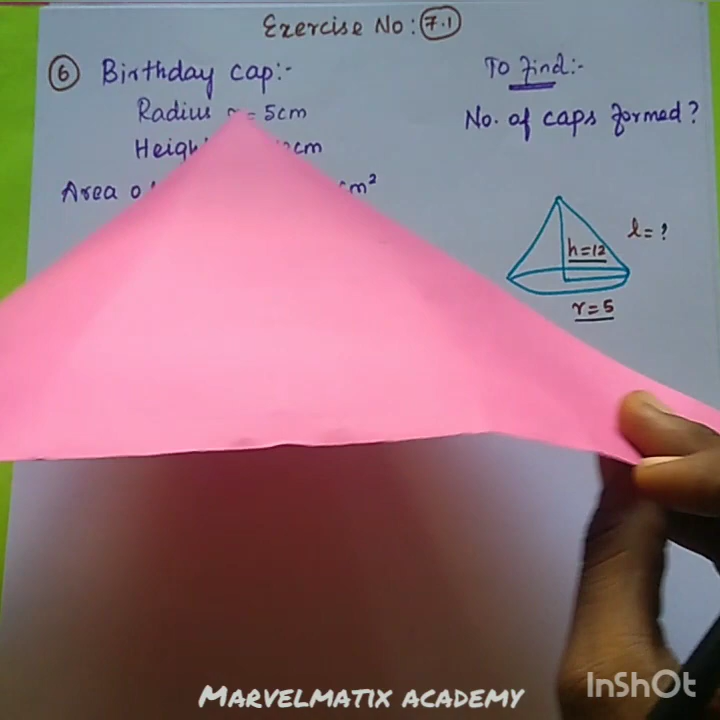 Exercise No: 7.1
6 Birthday cap:-
Radius r = 5cm
Heigh cm
Area o cm²
To find:-
No. of caps formed?
l = ?
h=12
r = 5
MARVELMATIX ACADEMY
InShOt